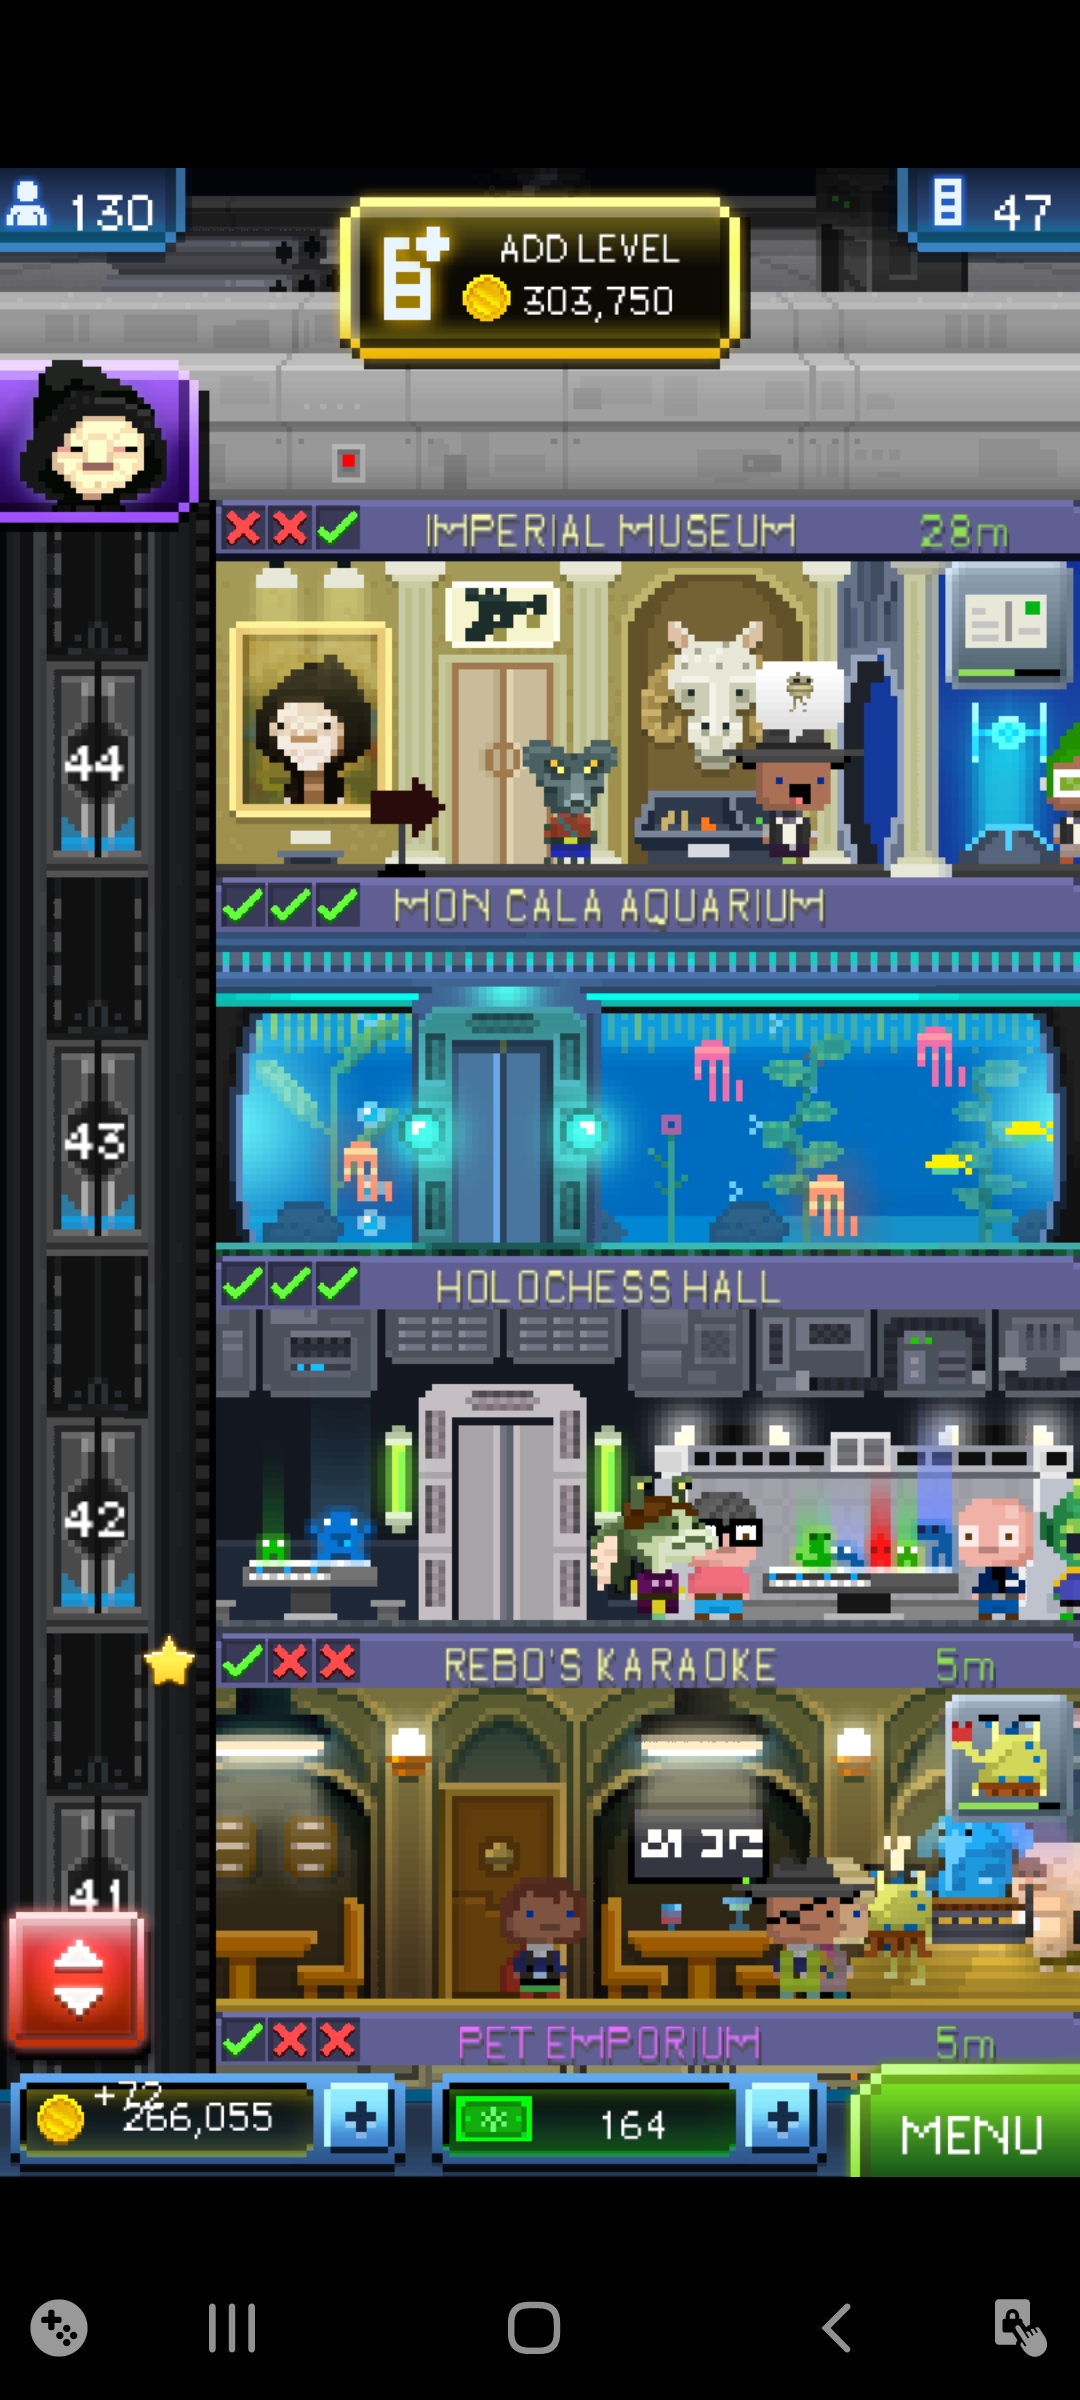 130
ADD LEVEL
303,750
47
IMPERIAL MUSEUM 28m
44
MON CALA AQUARIUM
43
HOLOCHESS HALL
42
REBO'S KARAOKE 5m
41
PET EMPORIUM 5m
+72
266,055
164
MENU